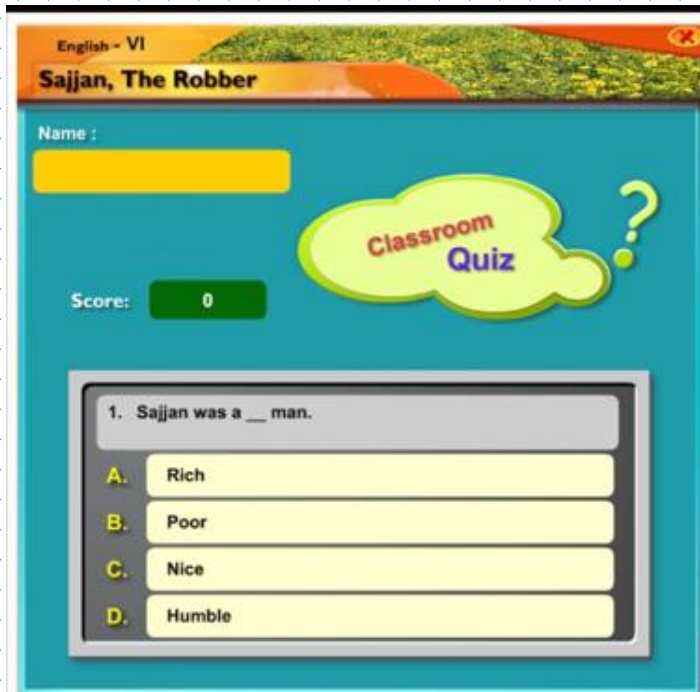 English - VI
Sajjan, The Robber
Name :
Classroom
Quiz
?
Score: 0
1. Sajjan was a __ man.
A. Rich
B. Poor
C. Nice
D. Humble